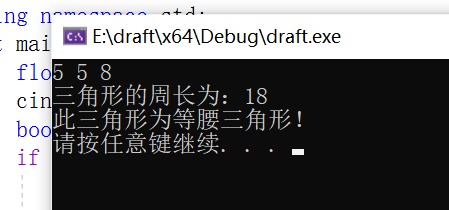 ng namespace std;
t mai
E:\draft\x64\Debug\draft.exe
flo
5 5 8
cin
三角形的周长为：18
boo
此三角形为等腰三角形！
if
请按任意键继续. . .